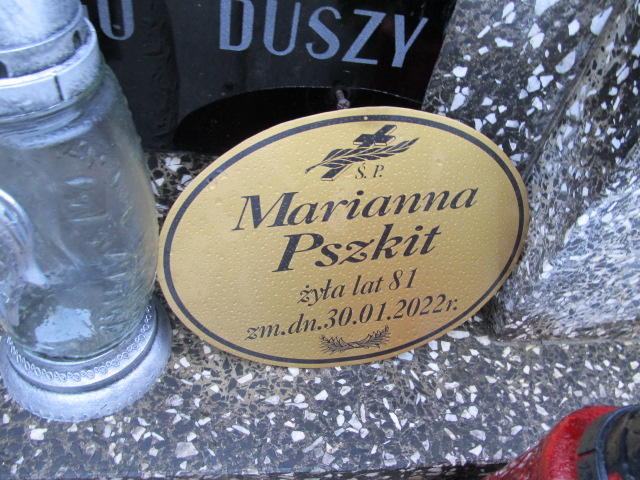 DUSZY
Ś. P.
Marianna
Pszkit
żyła lat 81
zm.dn.30.01.2022r.